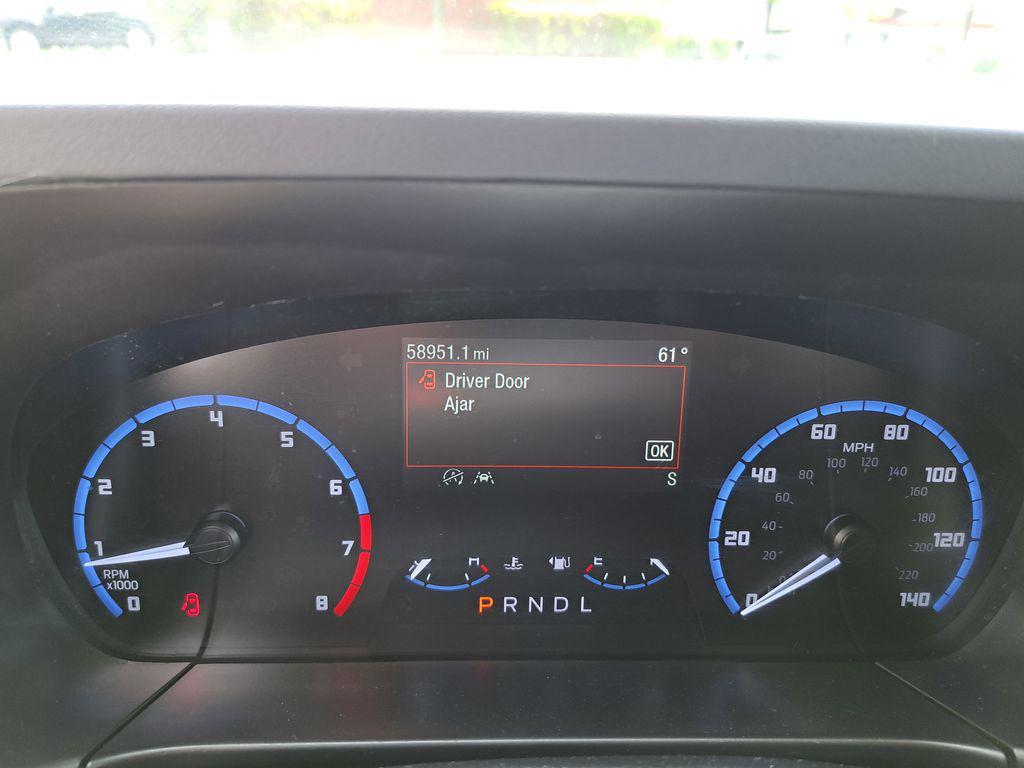 58951.1 mi 61°
Driver Door
Ajar
OK
S
0 1 2 3 4 5 6 7 8
RPM
x1000
H E
P R N D L
MPH
0 20 40 60 80 100 120 140
0 20 40 60 80 100 120 140 160 180 200 220